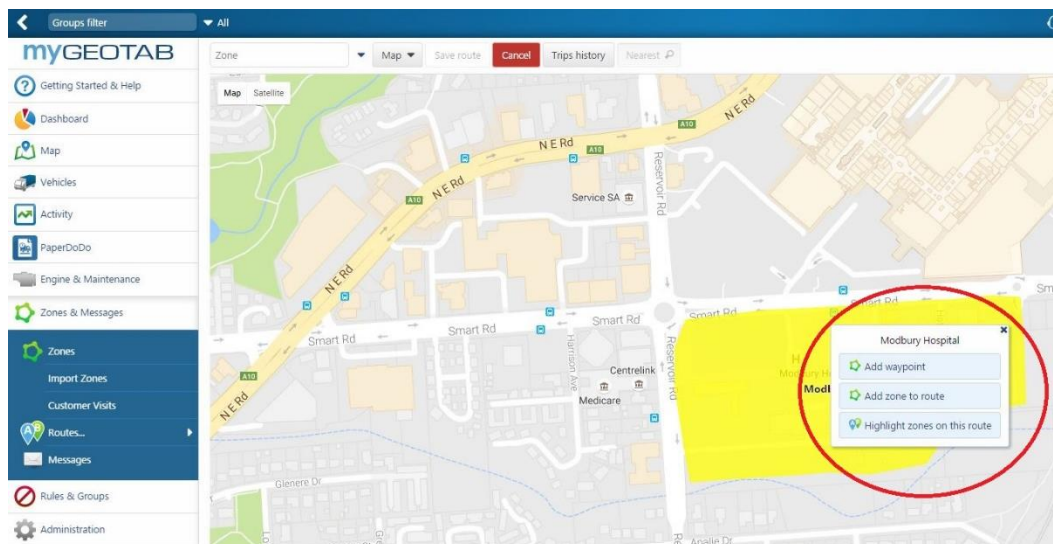 Groups filter
All
myGEOTAB
Zone
Map
Save route
Cancel
Trips history
Nearest
Getting Started & Help
Dashboard
Map
Vehicles
Activity
PaperDoDo
Engine & Maintenance
Zones & Messages
Zones
Import Zones
Customer Visits
Routes...
Messages
Rules & Groups
Administration
Map
Satellite
N E Rd
A10
N E Rd
A10
N E Rd
A10
N E Rd
A10
N E Rd
Service SA
Reservoir Rd
Smart Rd
Smart Rd
Smart Rd
Smart Rd
Harrison Ave
Centrelink
Medicare
Reservoir Rd
Glenere Dr
Modbury Hospital
Add waypoint
Add zone to route
Highlight zones on this route